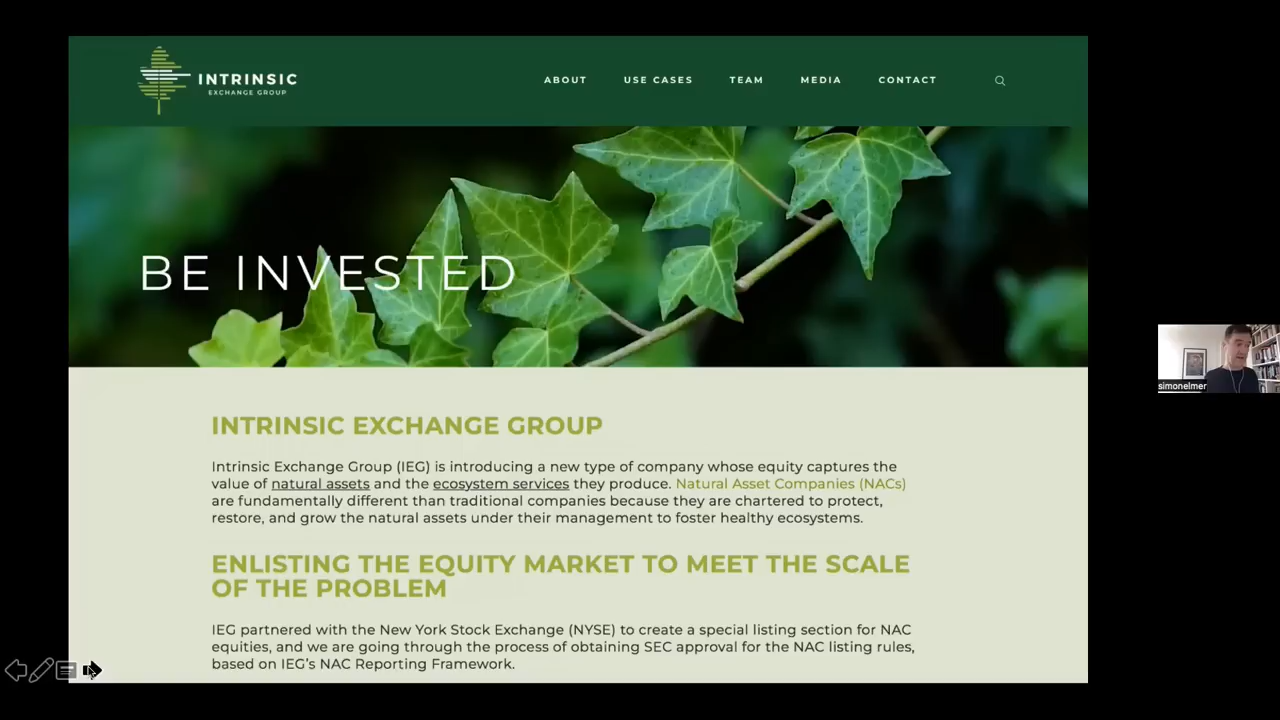 INTRINSIC
EXCHANGE GROUP
ABOUT
USE CASES
TEAM
MEDIA
CONTACT
BE INVESTED
simonelmer
INTRINSIC EXCHANGE GROUP
Intrinsic Exchange Group (IEG) is introducing a new type of company whose equity captures the
value of natural assets and the ecosystem services they produce. Natural Asset Companies (NACs)
are fundamentally different than traditional companies because they are chartered to protect,
restore, and grow the natural assets under their management to foster healthy ecosystems.
ENLISTING THE EQUITY MARKET TO MEET THE SCALE
OF THE PROBLEM
IEG partnered with the New York Stock Exchange (NYSE) to create a special listing section for NAC
equities, and we are going through the process of obtaining SEC approval for the NAC listing rules,
based on IEG's NAC Reporting Framework.